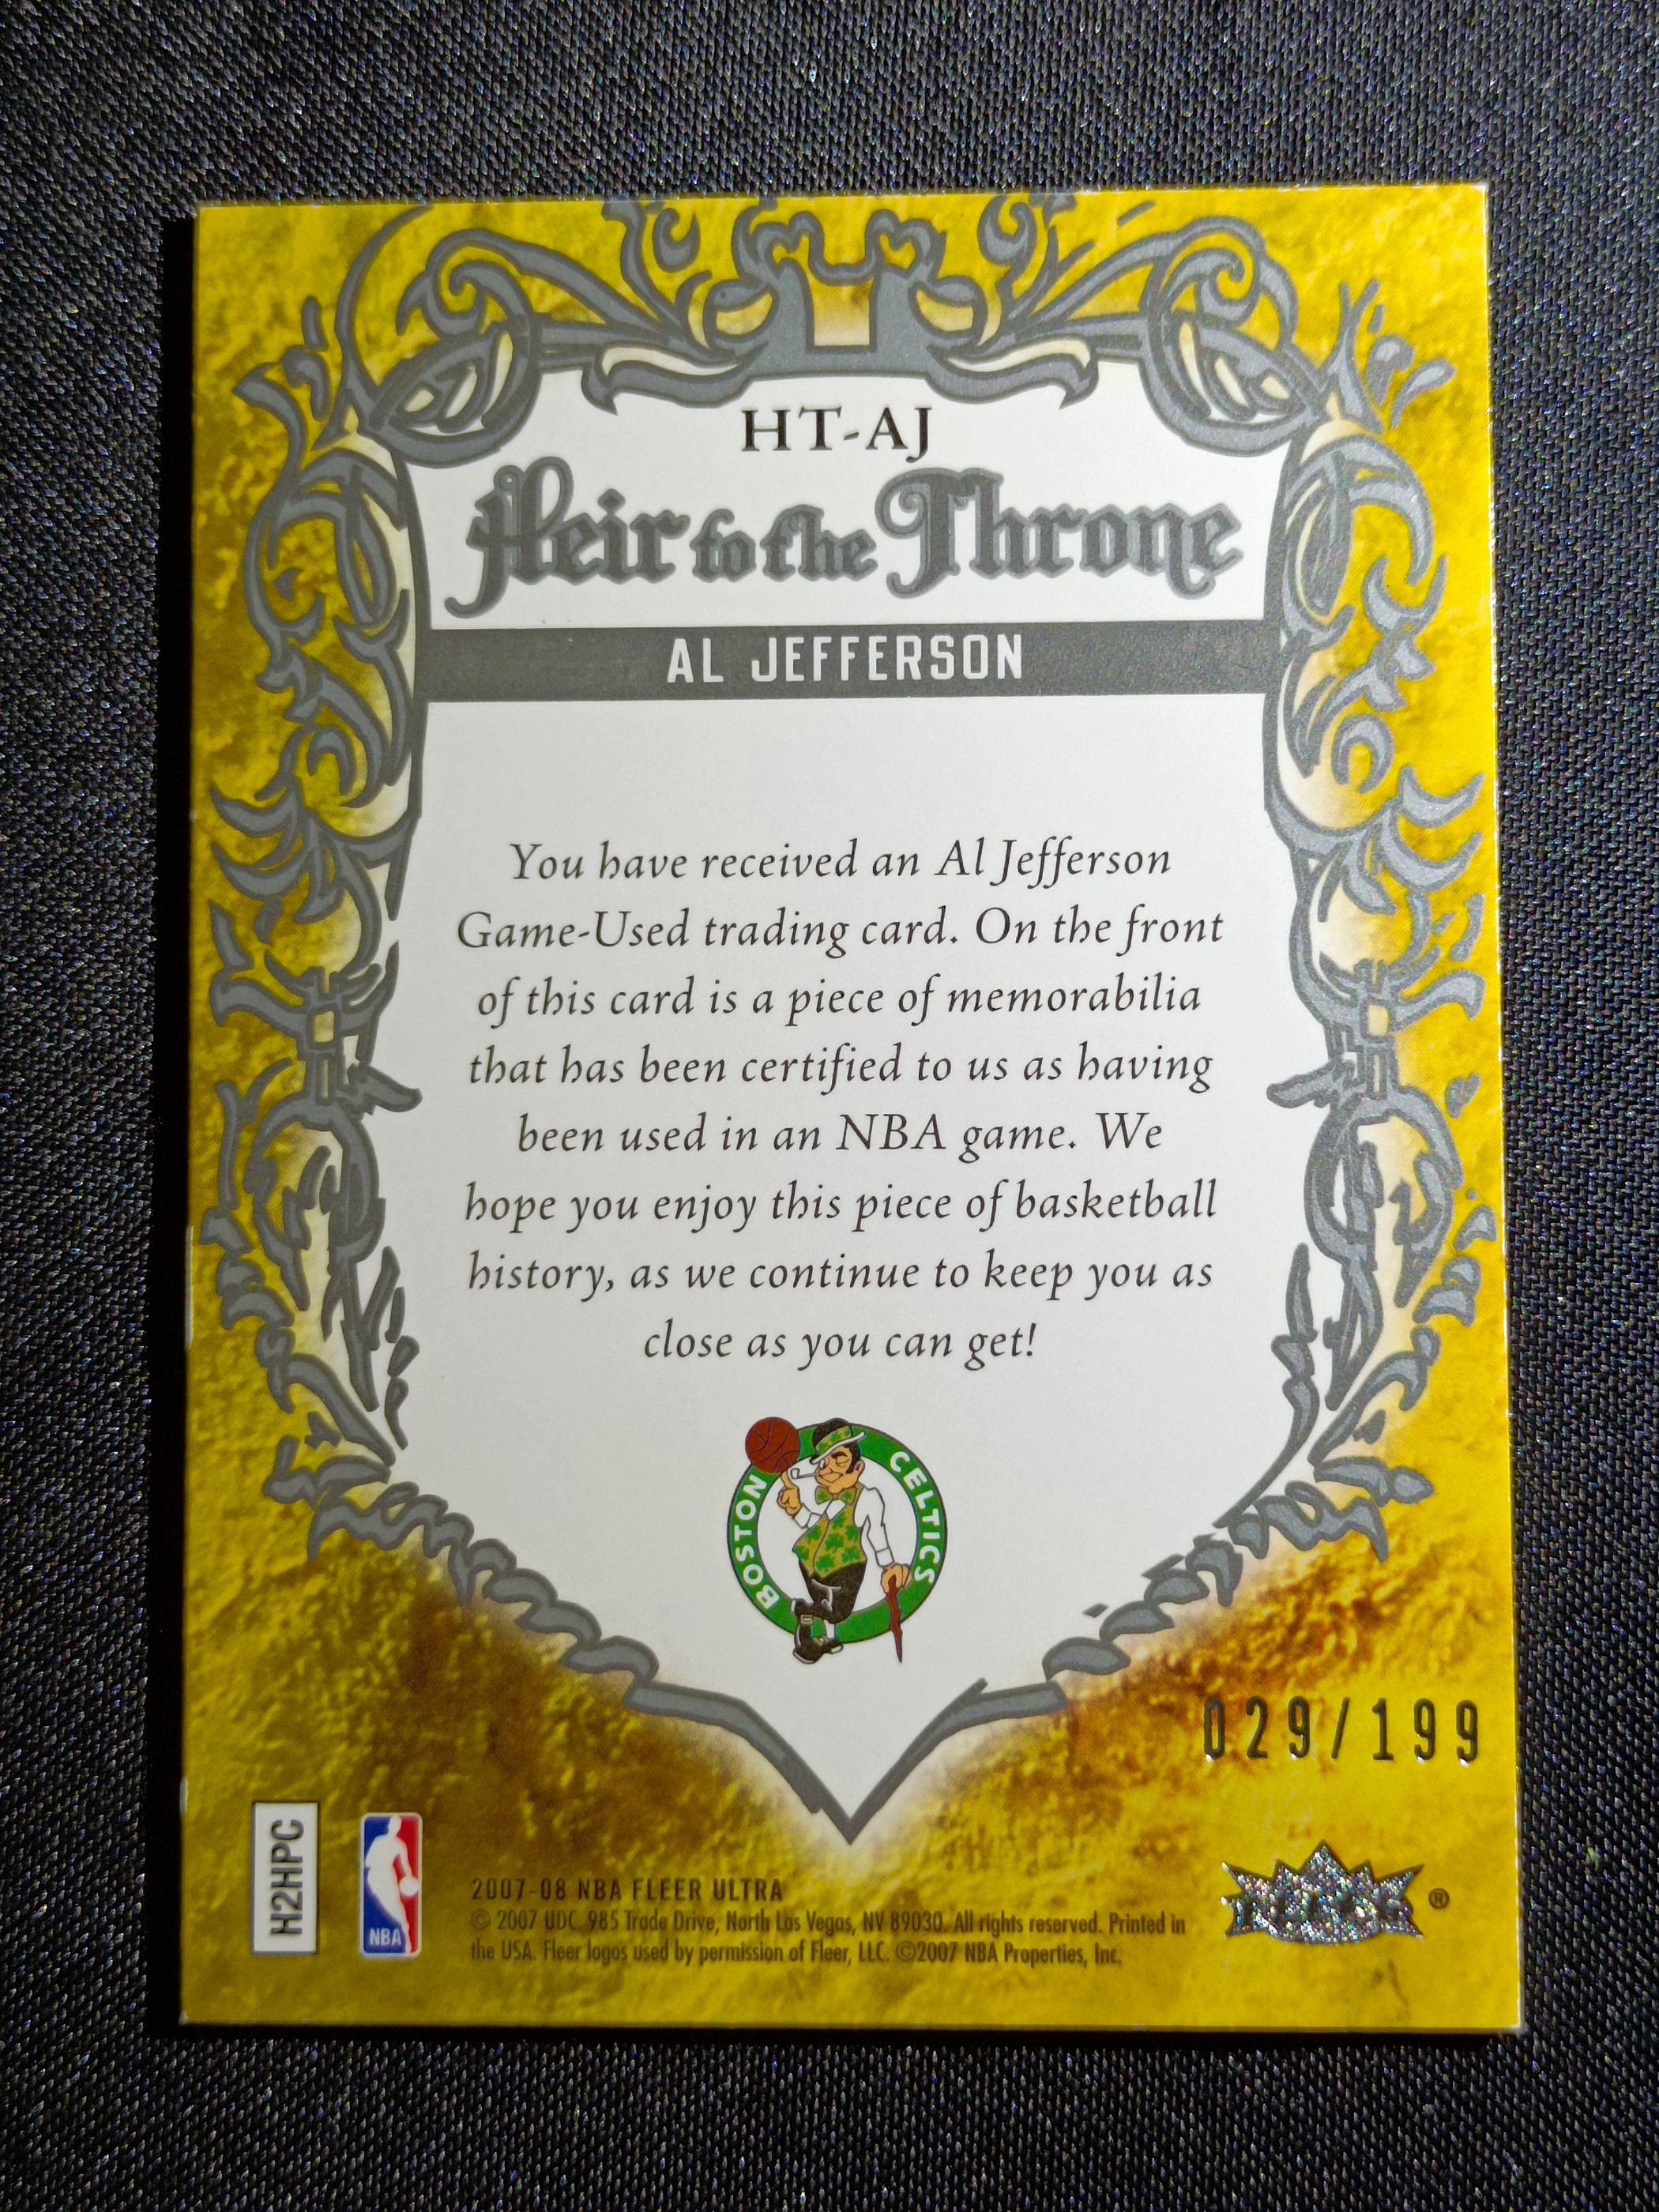 HT-AJ
Heir to the Throne
AL JEFFERSON
You have received an Al Jefferson
Game-Used trading card. On the front
of this card is a piece of memorabilia
that has been certified to us as having
been used in an NBA game. We
hope you enjoy this piece of basketball
history, as we continue to keep you as
close as you can get!
BOSTON CELTICS
029/199
H2HPC
NBA
2007-08 NBA FLEER ULTRA
© 2007 UDC. 985 Trade Drive, North Las Vegas, NV 89030. All rights reserved. Printed in
the USA. Fleer logos used by permission of Fleer, LLC. ©2007 NBA Properties, Inc.
FLEER ®